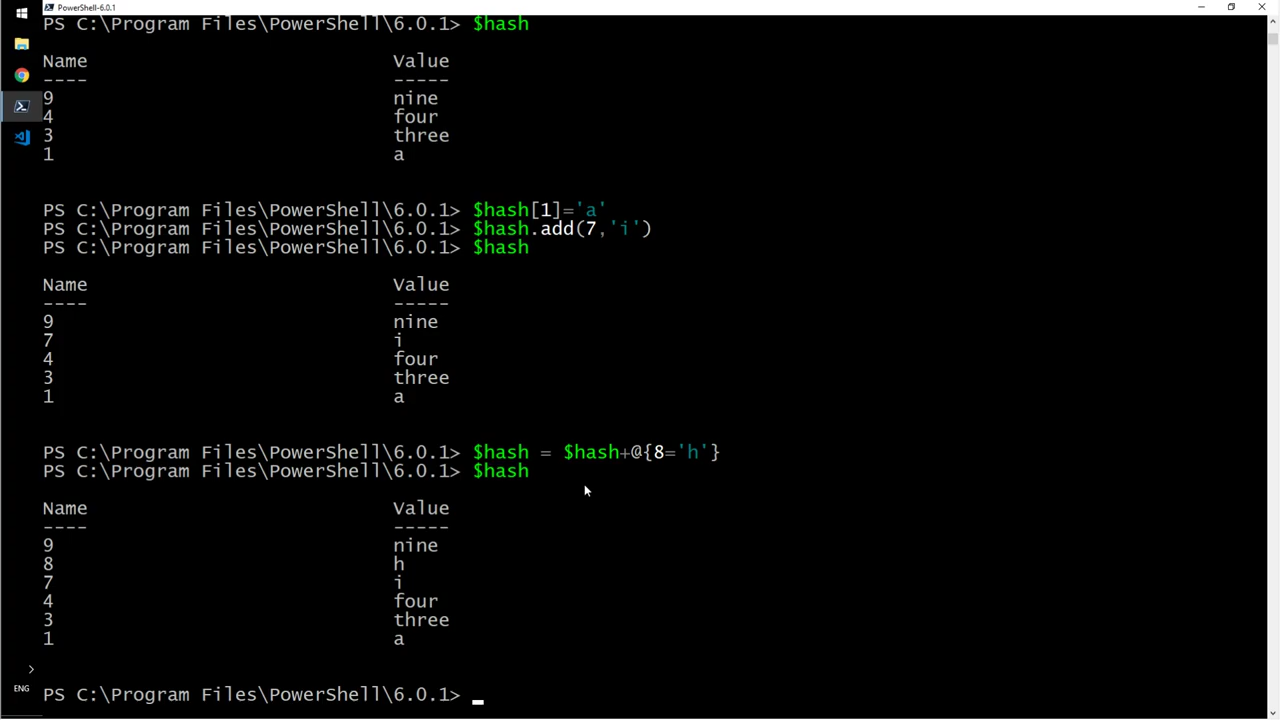 PowerShell-6.0.1
PS C:\Program Files\PowerShell\6.0.1> $hash
Name Value
---- -----
9 nine
4 four
3 three
1 a
PS C:\Program Files\PowerShell\6.0.1> $hash[1]='a'
PS C:\Program Files\PowerShell\6.0.1> $hash.add(7,'i')
PS C:\Program Files\PowerShell\6.0.1> $hash
Name Value
---- -----
9 nine
7 i
4 four
3 three
1 a
PS C:\Program Files\PowerShell\6.0.1> $hash = $hash+@{8='h'}
PS C:\Program Files\PowerShell\6.0.1> $hash
Name Value
---- -----
9 nine
8 h
7 i
4 four
3 three
1 a
ENG
PS C:\Program Files\PowerShell\6.0.1>